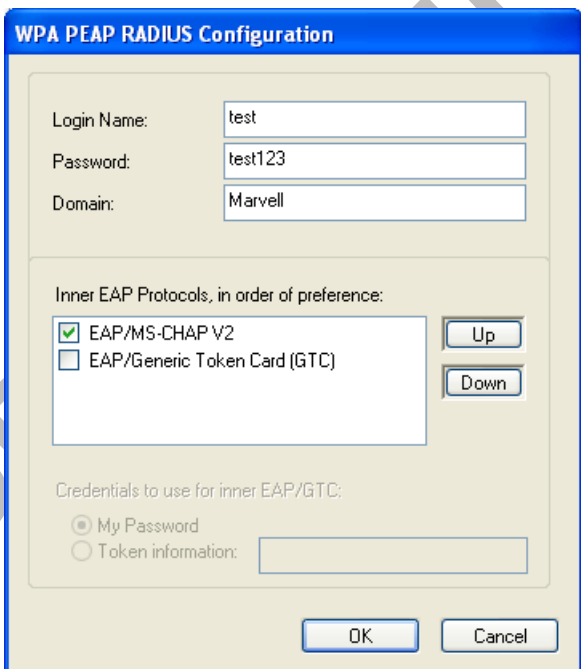 WPA PEAP RADIUS Configuration
Login Name: test
Password: test123
Domain: Marvell
Inner EAP Protocols, in order of preference:
EAP/MS-CHAP V2
EAP/Generic Token Card (GTC)
Up
Down
Credentials to use for inner EAP/GTC:
My Password
Token information:
OK Cancel